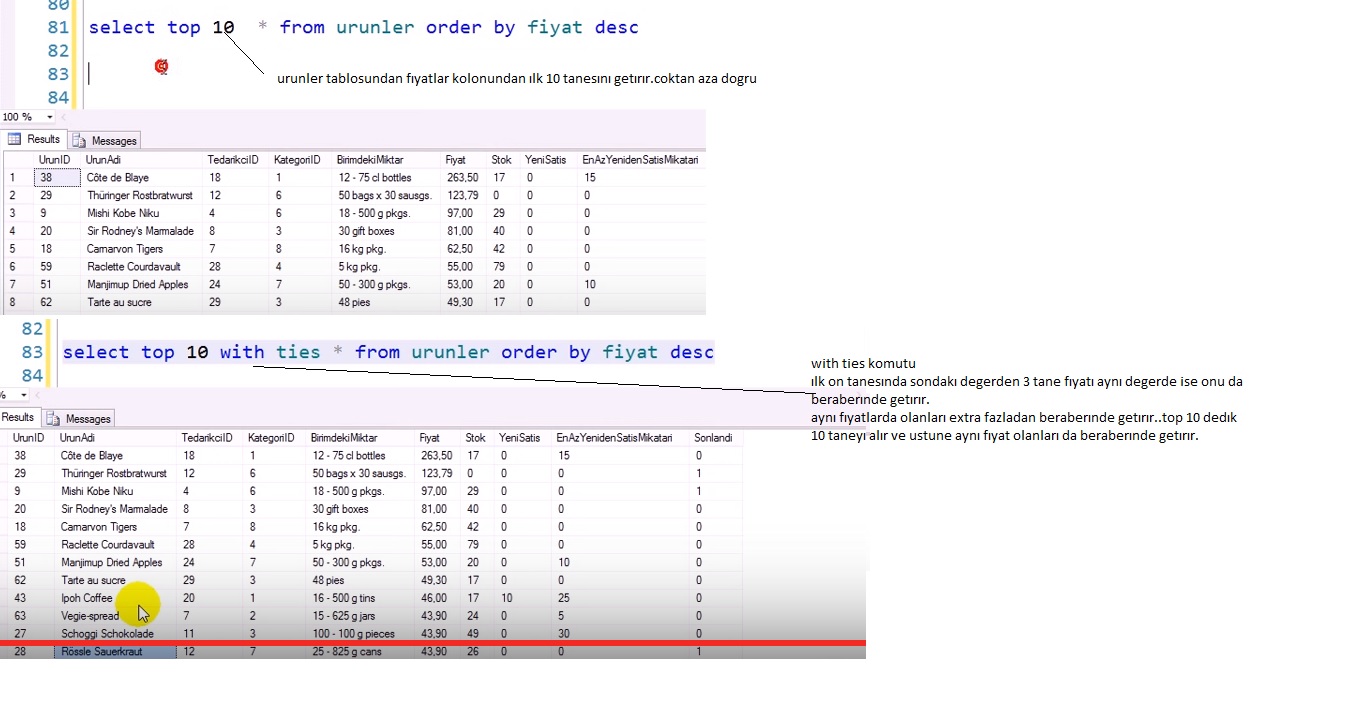 80
81 select top 10 * from urunler order by fiyat desc
82
83
urunler tablosundan fıyatlar kolonundan ılk 10 tanesını getırır.coktan aza dogru
84
100 %
Results Messages
UrunID UrunAdi TedarikciID KategoriID BirimdekiMiktar Fiyat Stok YeniSatis EnAzYenidenSatisMikatari
1 38 Côte de Blaye 18 1 12 - 75 cl bottles 263,50 17 0 15
2 29 Thüringer Rostbratwurst 12 6 50 bags x 30 sausgs. 123,79 0 0 0
3 9 Mishi Kobe Niku 4 6 18 - 500 g pkgs. 97,00 29 0 0
4 20 Sir Rodney's Marmalade 8 3 30 gift boxes 81,00 40 0 0
5 18 Carnarvon Tigers 7 8 16 kg pkg. 62,50 42 0 0
6 59 Raclette Courdavault 28 4 5 kg pkg. 55,00 79 0 0
7 51 Manjimup Dried Apples 24 7 50 - 300 g pkgs. 53,00 20 0 10
8 62 Tarte au sucre 29 3 48 pies 49,30 17 0 0
82
83 select top 10 with ties * from urunler order by fiyat desc
84
with ties komutu
ılk on tanesında sondakı degerden 3 tane fıyatı aynı degerde ise onu da
beraberınde getırır.
aynı fıyatlarda olanları extra fazladan beraberınde getırır..top 10 dedık
10 taneyı alır ve ustune aynı fiyat olanları da beraberınde getırır.
%
Results Messages
UrunID UrunAdi TedarikciID KategoriID BirimdekiMiktar Fiyat Stok YeniSatis EnAzYenidenSatisMikatari Sonlandi
38 Côte de Blaye 18 1 12 - 75 cl bottles 263,50 17 0 15 0
29 Thüringer Rostbratwurst 12 6 50 bags x 30 sausgs. 123,79 0 0 0 1
9 Mishi Kobe Niku 4 6 18 - 500 g pkgs. 97,00 29 0 0 1
20 Sir Rodney's Marmalade 8 3 30 gift boxes 81,00 40 0 0 0
18 Carnarvon Tigers 7 8 16 kg pkg. 62,50 42 0 0 0
59 Raclette Courdavault 28 4 5 kg pkg. 55,00 79 0 0 0
51 Manjimup Dried Apples 24 7 50 - 300 g pkgs. 53,00 20 0 10 0
62 Tarte au sucre 29 3 48 pies 49,30 17 0 0 0
43 Ipoh Coffee 20 1 16 - 500 g tins 46,00 17 10 25 0
63 Vegie-spread 7 2 15 - 625 g jars 43,90 24 0 5 0
27 Schoggi Schokolade 11 3 100 - 100 g pieces 43,90 49 0 30 0
28 Rössle Sauerkraut 12 7 25 - 825 g cans 43,90 26 0 0 1